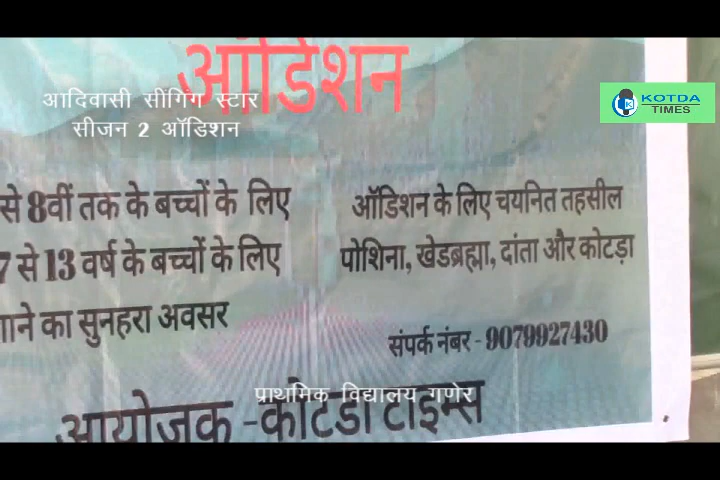 ऑडिशन
आदिवासी सींगिग स्टार
सीजन 2 ऑडिशन
KOTDA
TIMES
से 8वीं तक के बच्चों के लिए
7 से 13 वर्ष के बच्चों के लिए
गाने का सुनहरा अवसर
ऑडिशन के लिए चयनित तहसील
पोशिना, खेडब्रह्मा, दांता और कोटड़ा
संपर्क नंबर - 9079927430
प्राथमिक विद्यालय गणेर
आयोजक - कोटडा टाइम्स